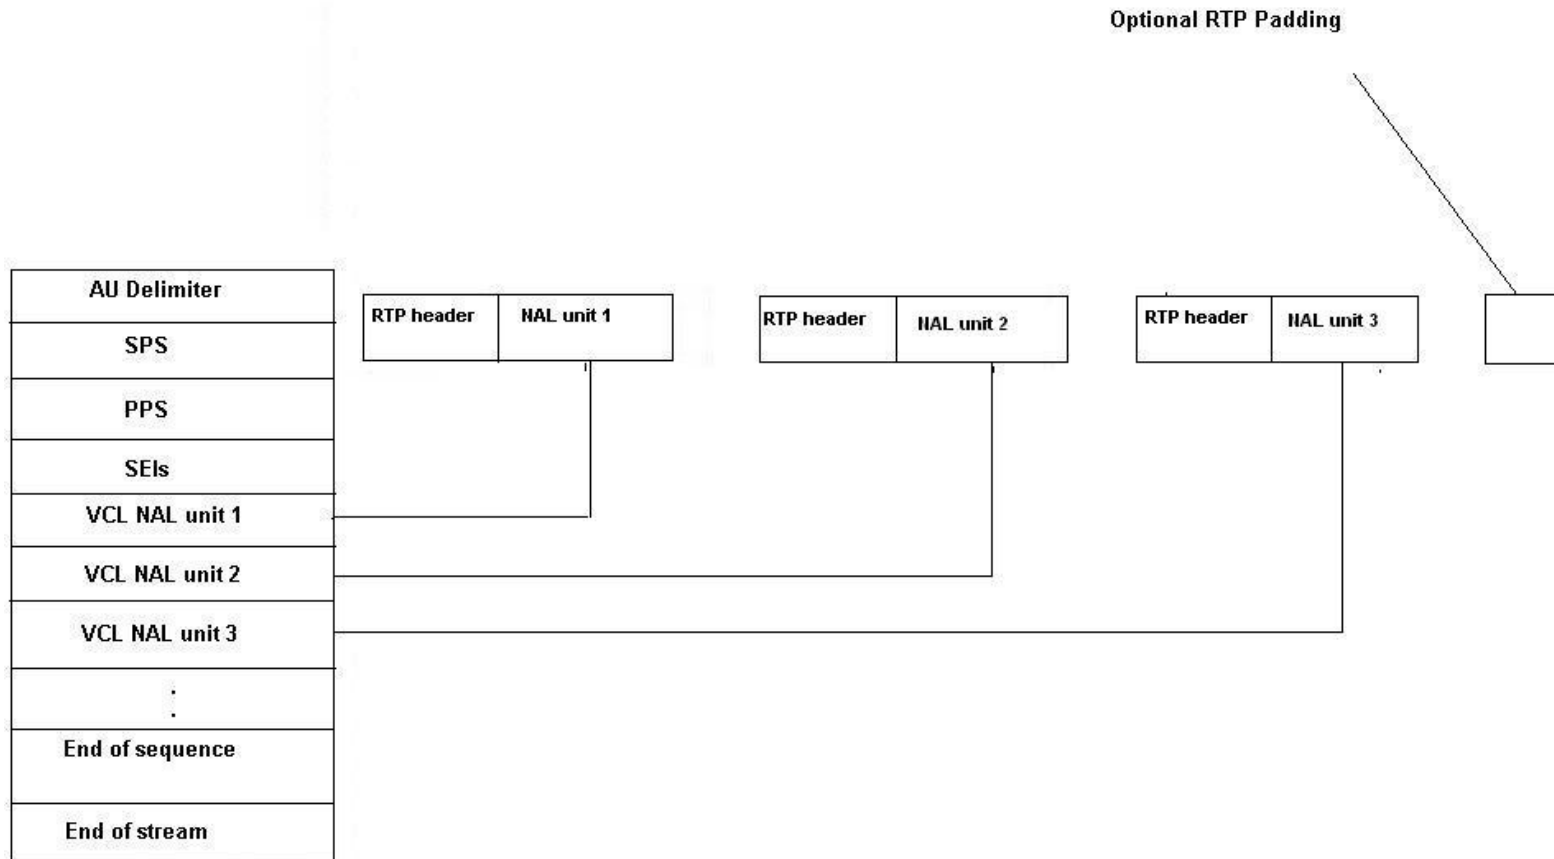 Optional RTP Padding
AU Delimiter
SPS
PPS
SEIs
VCL NAL unit 1
VCL NAL unit 2
VCL NAL unit 3
:
End of sequence
End of stream
RTP header
NAL unit 1
RTP header
NAL unit 2
RTP header
NAL unit 3